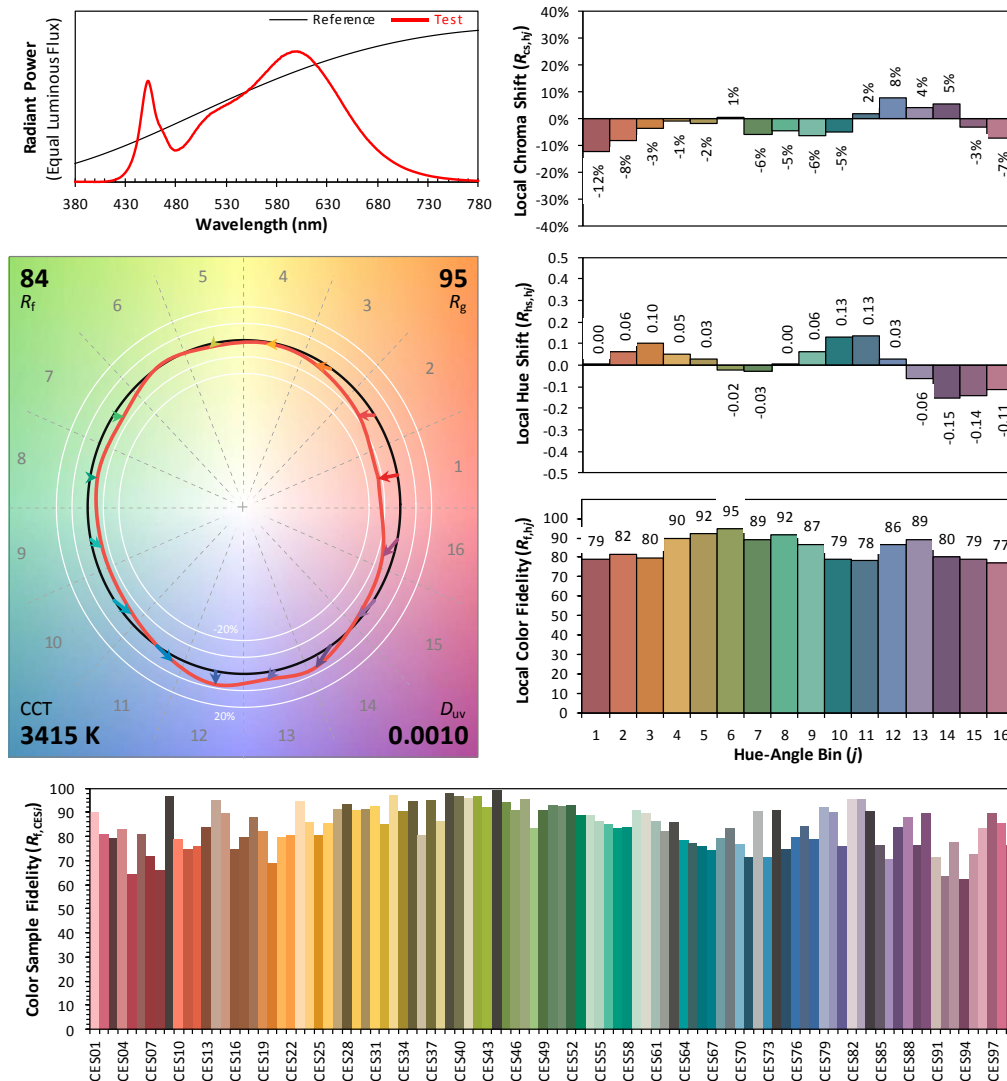 Reference
Test
Radiant Power
(Equal Luminous Flux)
380 430 480 530 580 630 680 730 780
Wavelength (nm)
Local Chroma Shift (Rcs,hj)
40%
30%
20%
10%
0%
-10%
-20%
-30%
-40%
-12% -8% -3% -1% -2% 1% -6% -5% -6% -5% 2% 8% 4% 5% -3% -7%
84
Rf
95
Rg
5 4
6 3
7 2
8 1
9 16
10 15
11 14
12 13
-20%
20%
CCT
3415 K
Duv
0.0010
Local Hue Shift (Rhs,hj)
0.5
0.4
0.3
0.2
0.1
0.0
-0.1
-0.2
-0.3
-0.4
-0.5
0.00 0.06 0.10 0.05 0.03 -0.02 -0.03 0.00 0.06 0.13 0.13 0.03 -0.06 -0.15 -0.14 -0.11
Local Color Fidelity (Rf,hj)
100
90
80
70
60
50
40
30
20
10
0
79 82 80 90 92 95 89 92 87 79 78 86 89 80 79 77
1 2 3 4 5 6 7 8 9 10 11 12 13 14 15 16
Hue-Angle Bin (j)
Color Sample Fidelity (Rf,CESi)
100
90
80
70
60
50
40
30
20
10
0
CES01 CES04 CES07 CES10 CES13 CES16 CES19 CES22 CES25 CES28 CES31 CES34 CES37 CES40 CES43 CES46 CES49 CES52 CES55 CES58 CES61 CES64 CES67 CES70 CES73 CES76 CES79 CES82 CES85 CES88 CES91 CES94 CES97